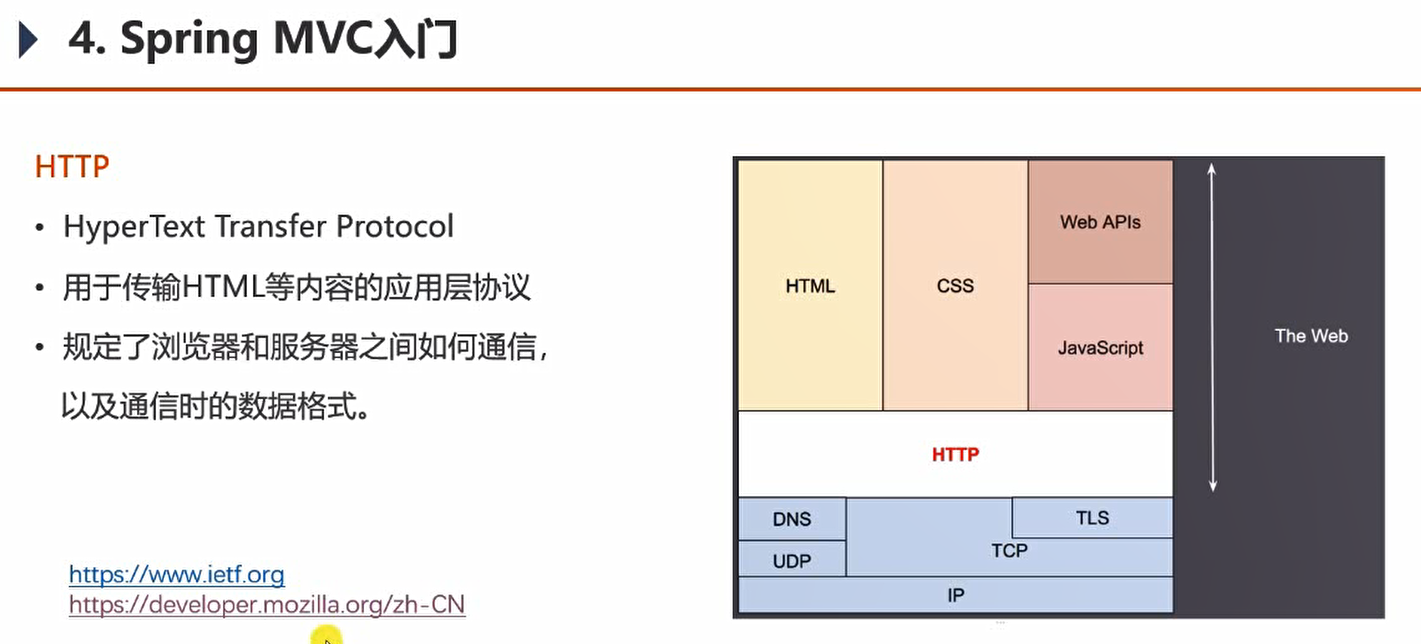 4. Spring MVC入门
HTTP
• HyperText Transfer Protocol
• 用于传输HTML等内容的应用层协议
• 规定了浏览器和服务器之间如何通信，
以及通信时的数据格式。
https://www.ietf.org
https://developer.mozilla.org/zh-CN
HTML
CSS
Web APIs
JavaScript
The Web
HTTP
DNS
TLS
TCP
UDP
IP